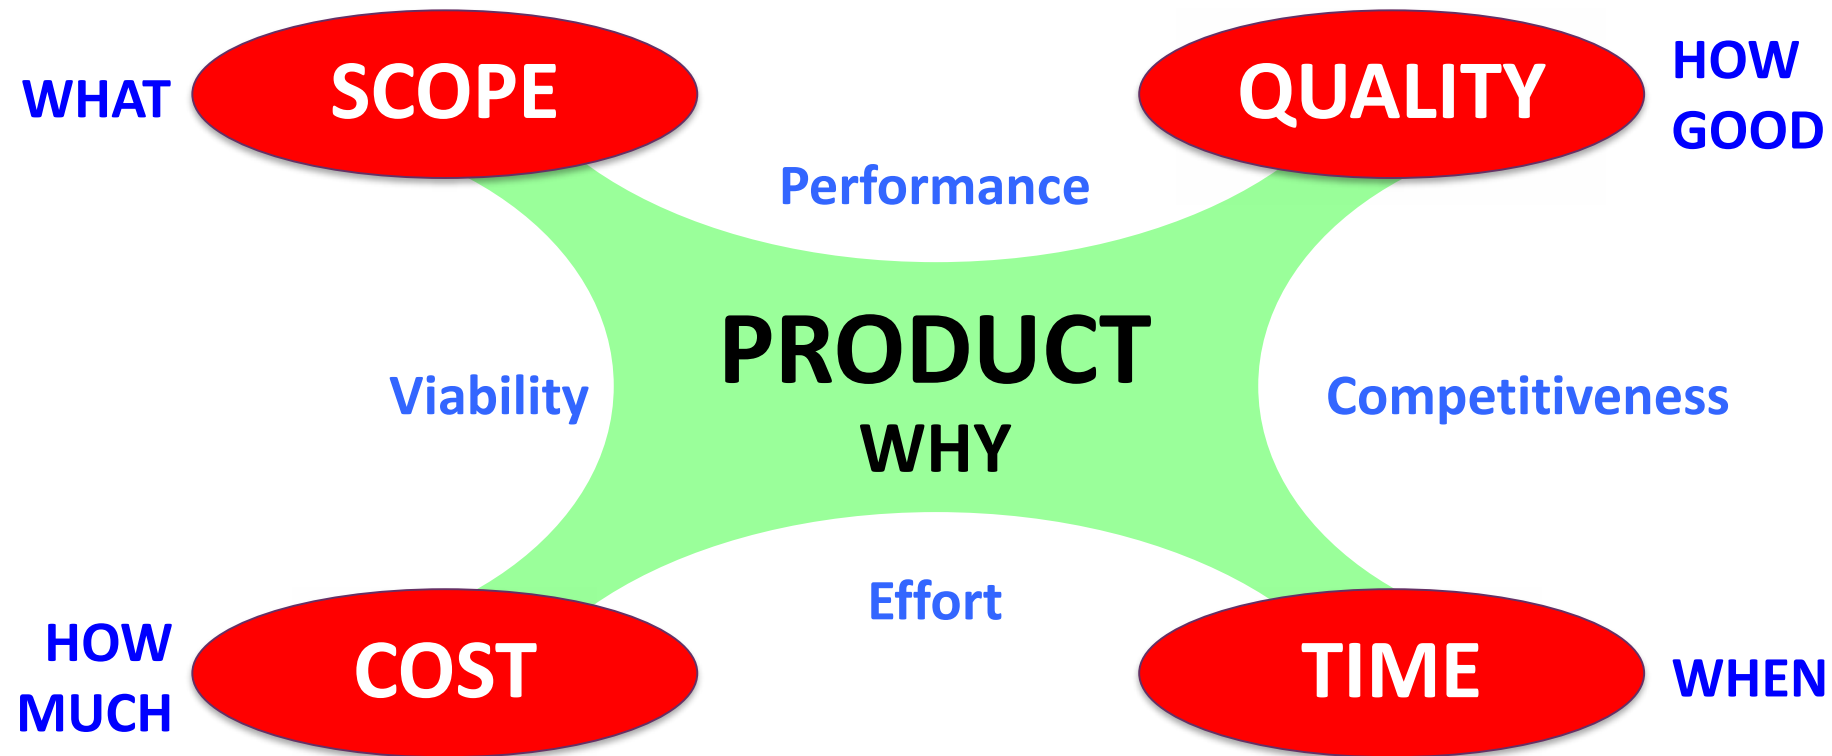 WHAT
SCOPE
QUALITY
HOW
GOOD
Performance
PRODUCT
WHY
Viability
Competitiveness
Effort
HOW
MUCH
COST
TIME
WHEN